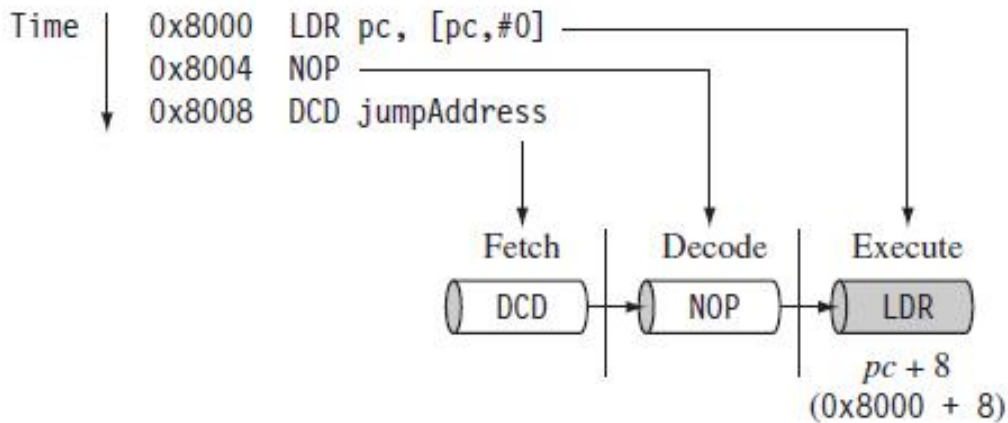 Time 0x8000 LDR pc, [pc,#0]
0x8004 NOP
0x8008 DCD jumpAddress
Fetch Decode Execute
DCD NOP LDR
pc + 8
(0x8000 + 8)